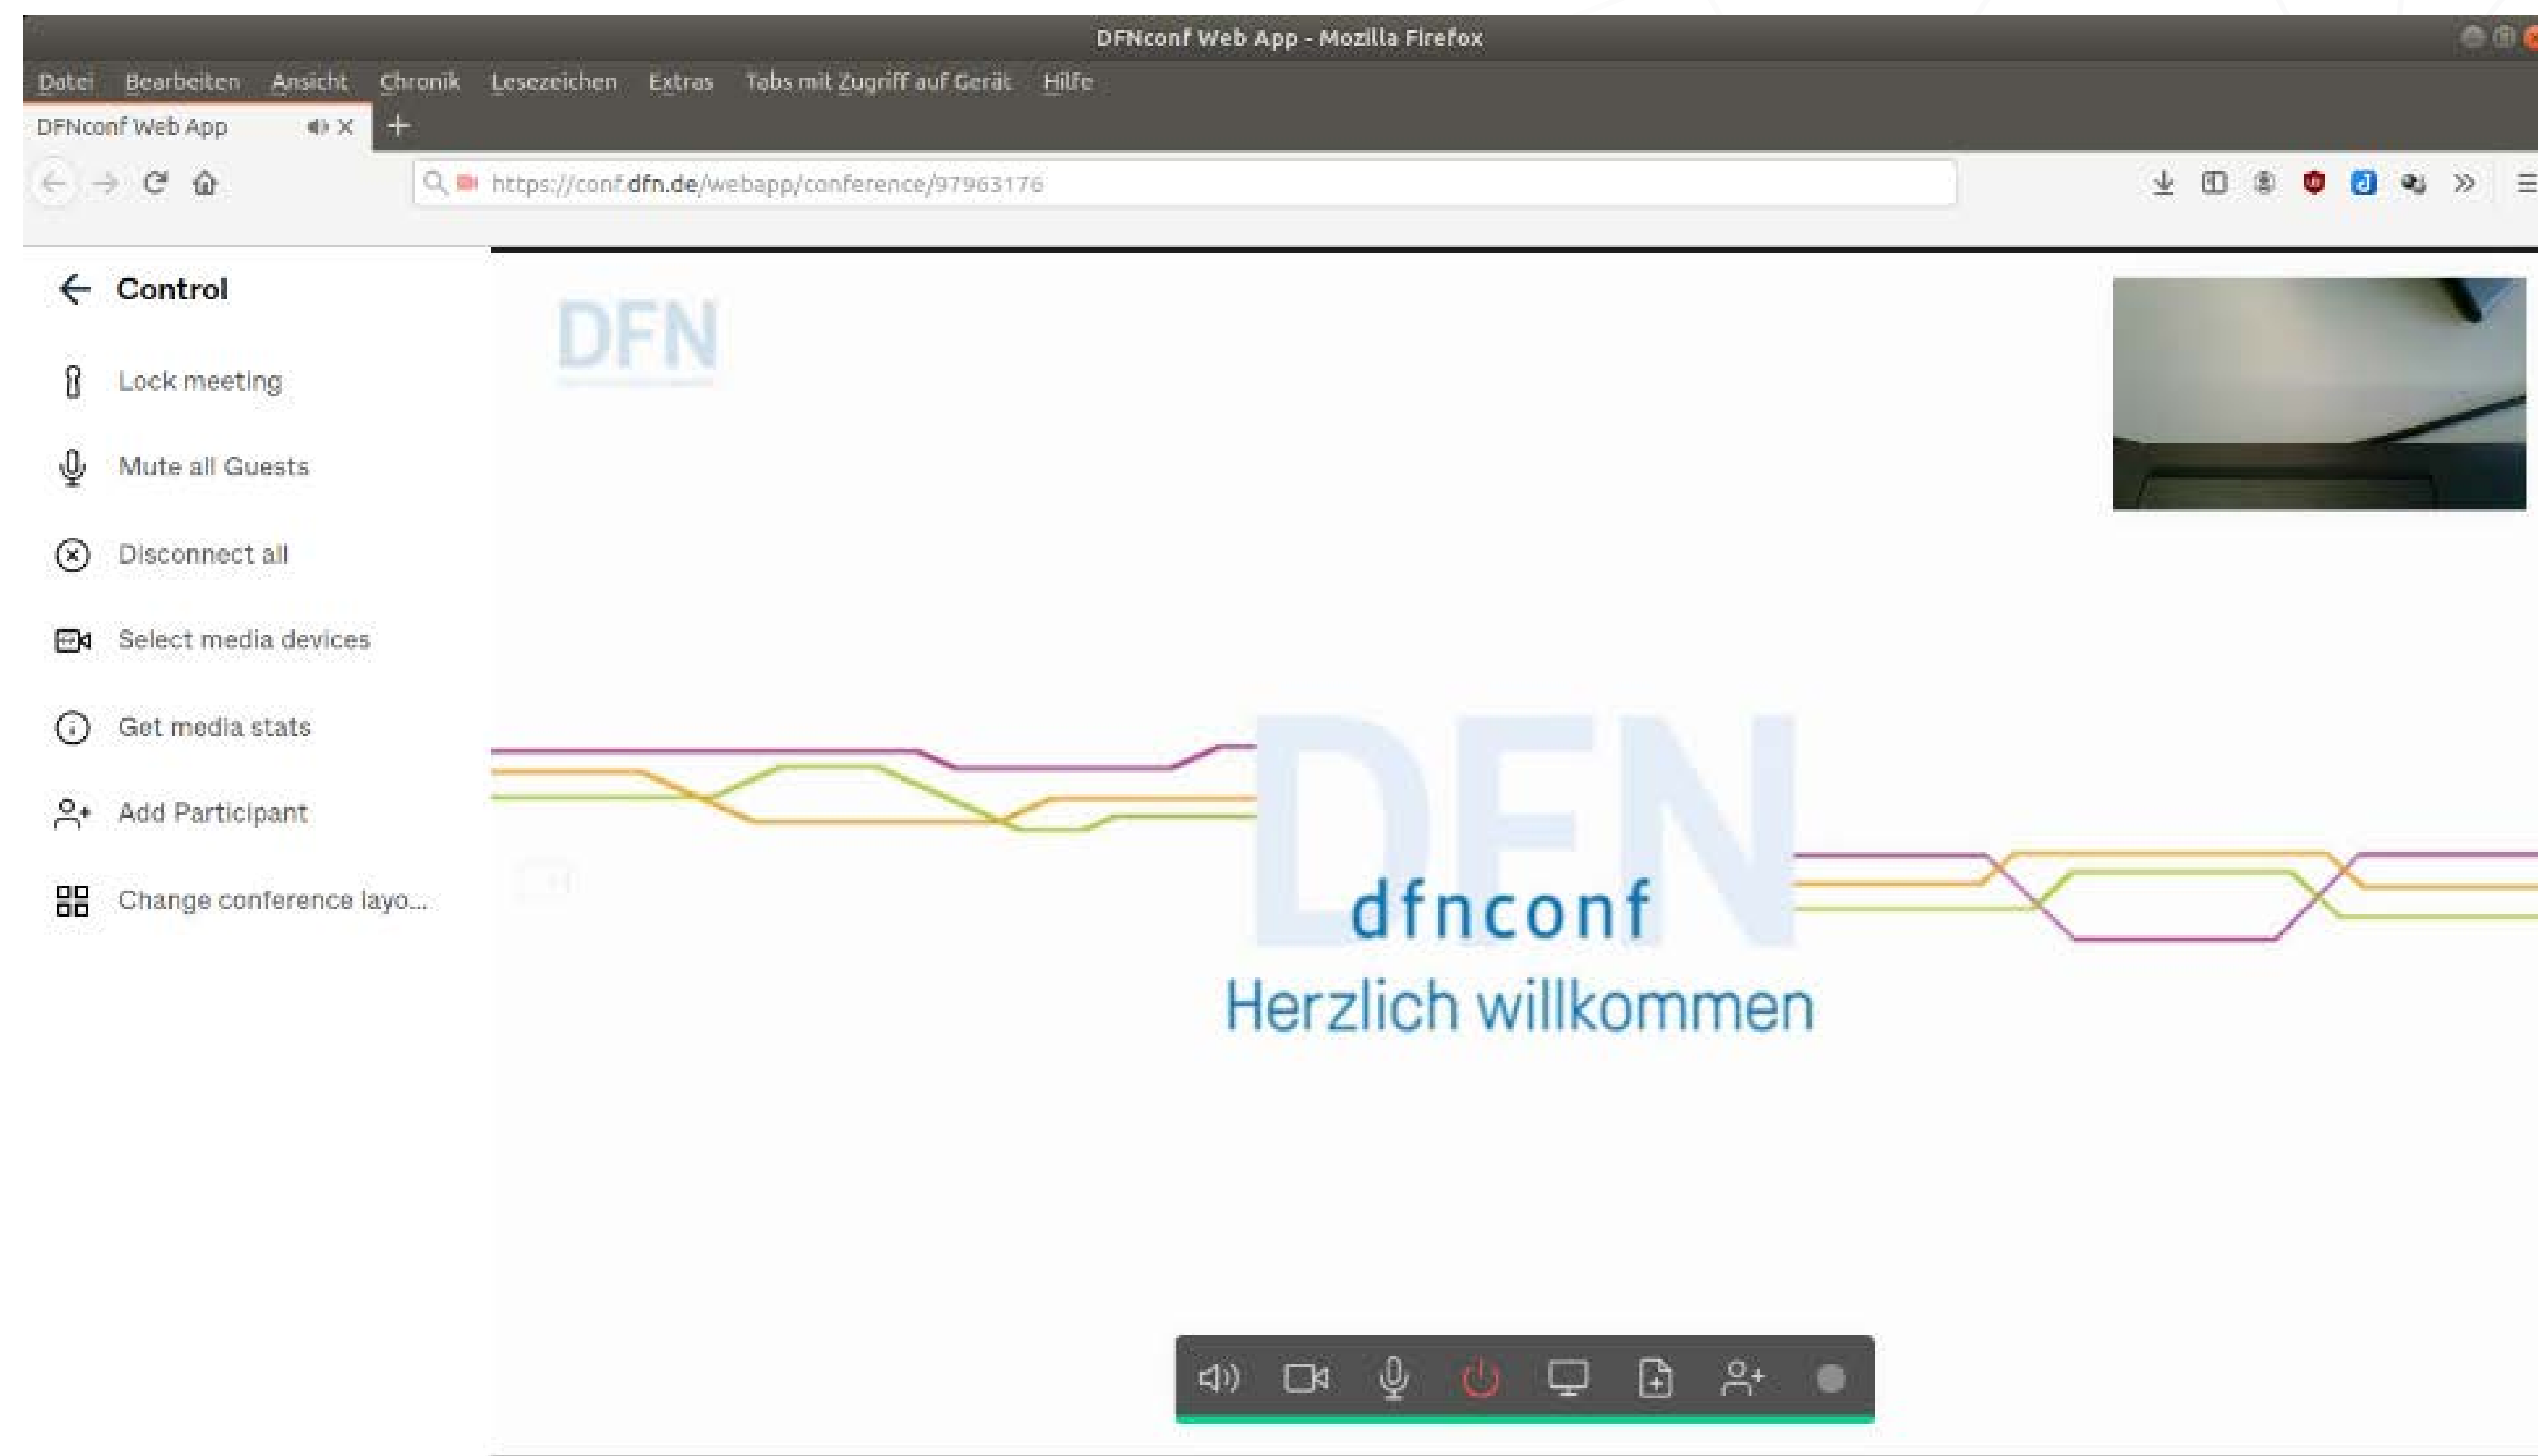 DFNconf Web App - Mozilla Firefox
Datei Bearbeiten Ansicht Chronik Lesezeichen Extras Tabs mit Zugriff auf Gerät Hilfe
DFNconf Web App
https://conf.dfn.de/webapp/conference/97963176
Control
Lock meeting
Mute all Guests
Disconnect all
Select media devices
Get media stats
Add Participant
Change conference layo...
DFN
DFN
dfnconf
Herzlich willkommen